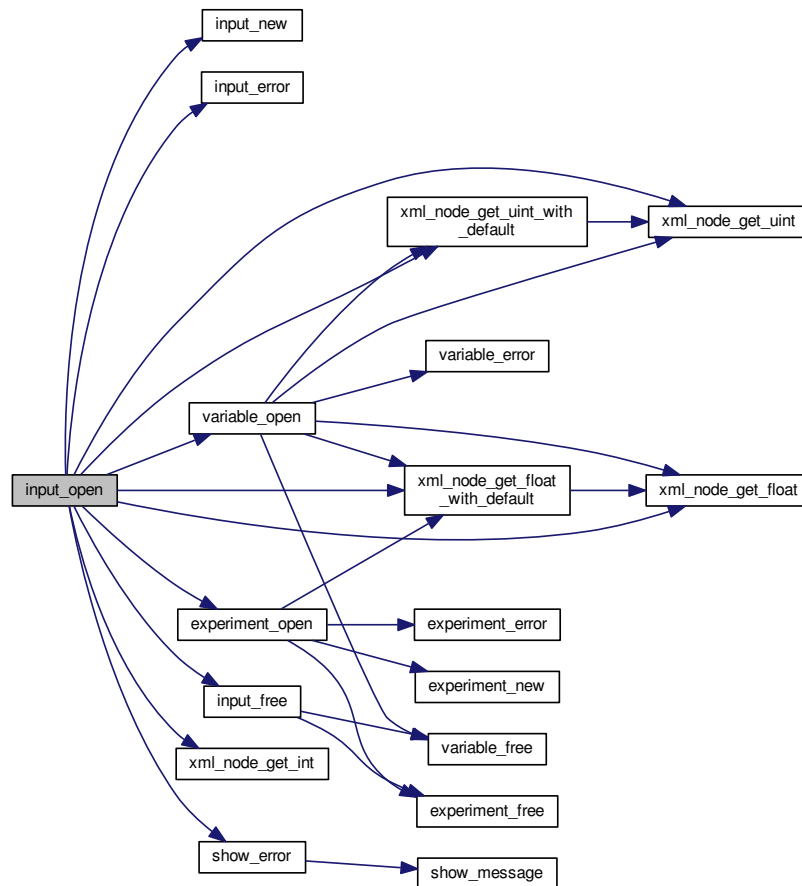 input_new
input_error
xml_node_get_uint_with
_default
xml_node_get_uint
variable_error
variable_open
input_open
xml_node_get_float
_with_default
xml_node_get_float
experiment_open
experiment_error
experiment_new
input_free
variable_free
xml_node_get_int
experiment_free
show_error
show_message